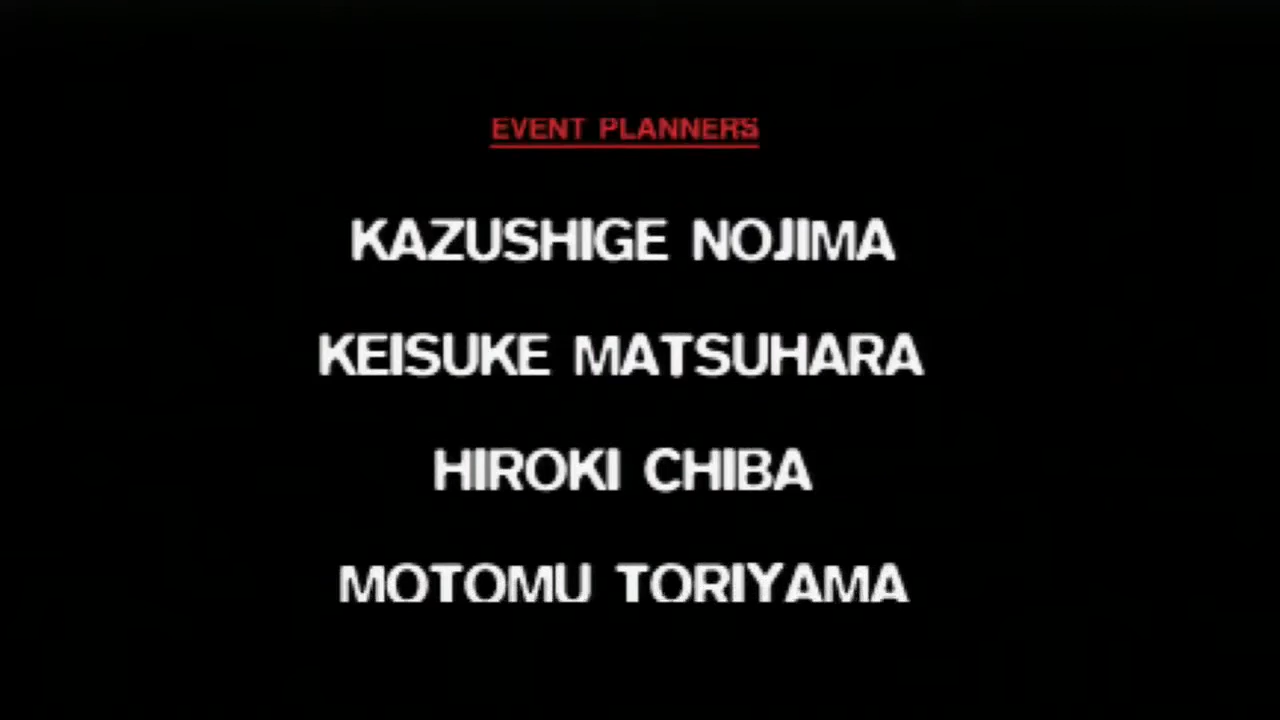 EVENT PLANNERS
KAZUSHIGE NOJIMA
KEISUKE MATSUHARA
HIROKI CHIBA
MOTOMU TORIYAMA